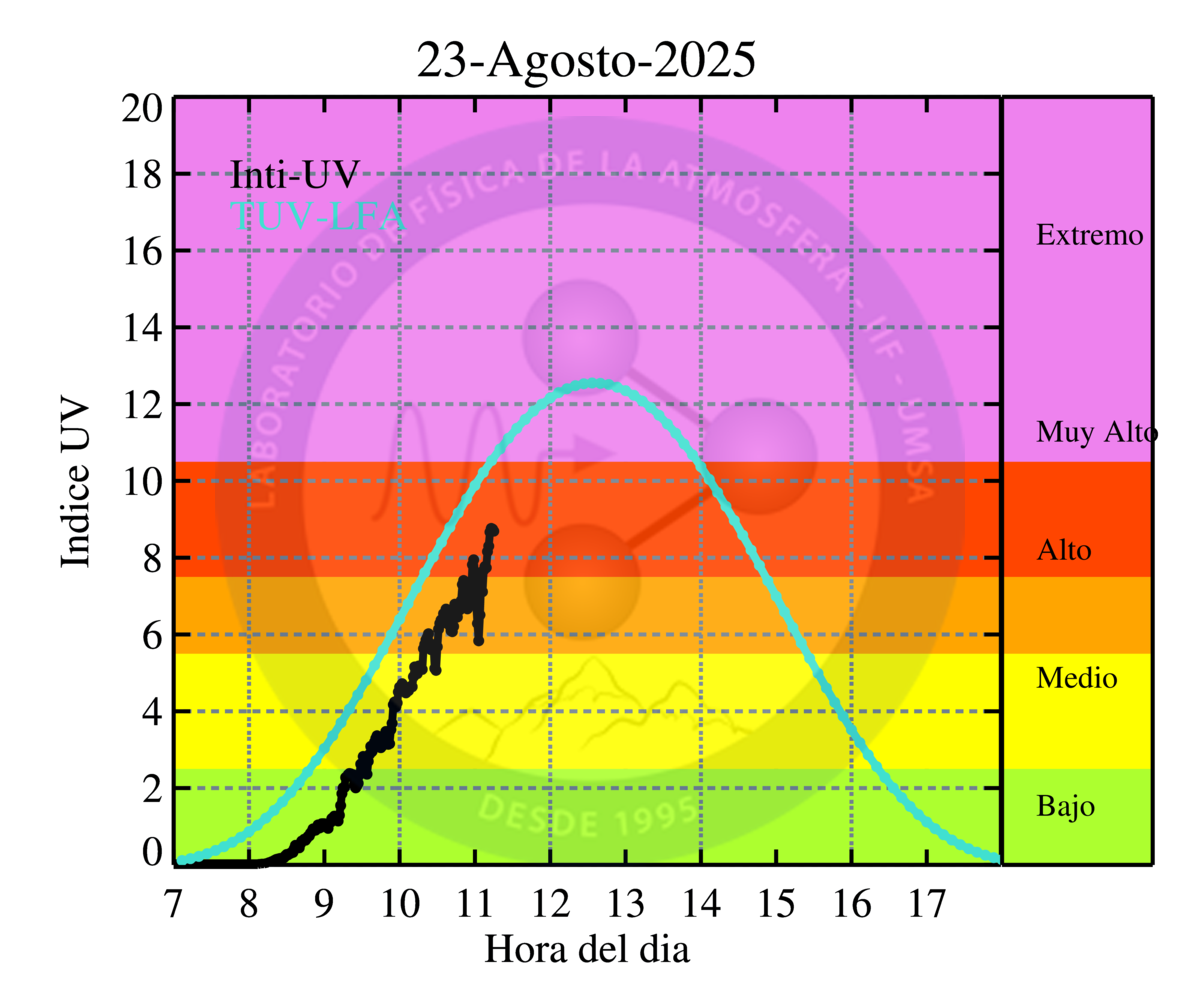 23-Agosto-2025
20
18
16
14
12
10
8
6
4
2
0
Indice UV
Inti-UV
TUV-LFA
LABORATORIO DE FÍSICA DE LA ATMÓSFERA - IIF - UMSA
DESDE 1995
Extremo
Muy Alto
Alto
Medio
Bajo
7 8 9 10 11 12 13 14 15 16 17
Hora del dia